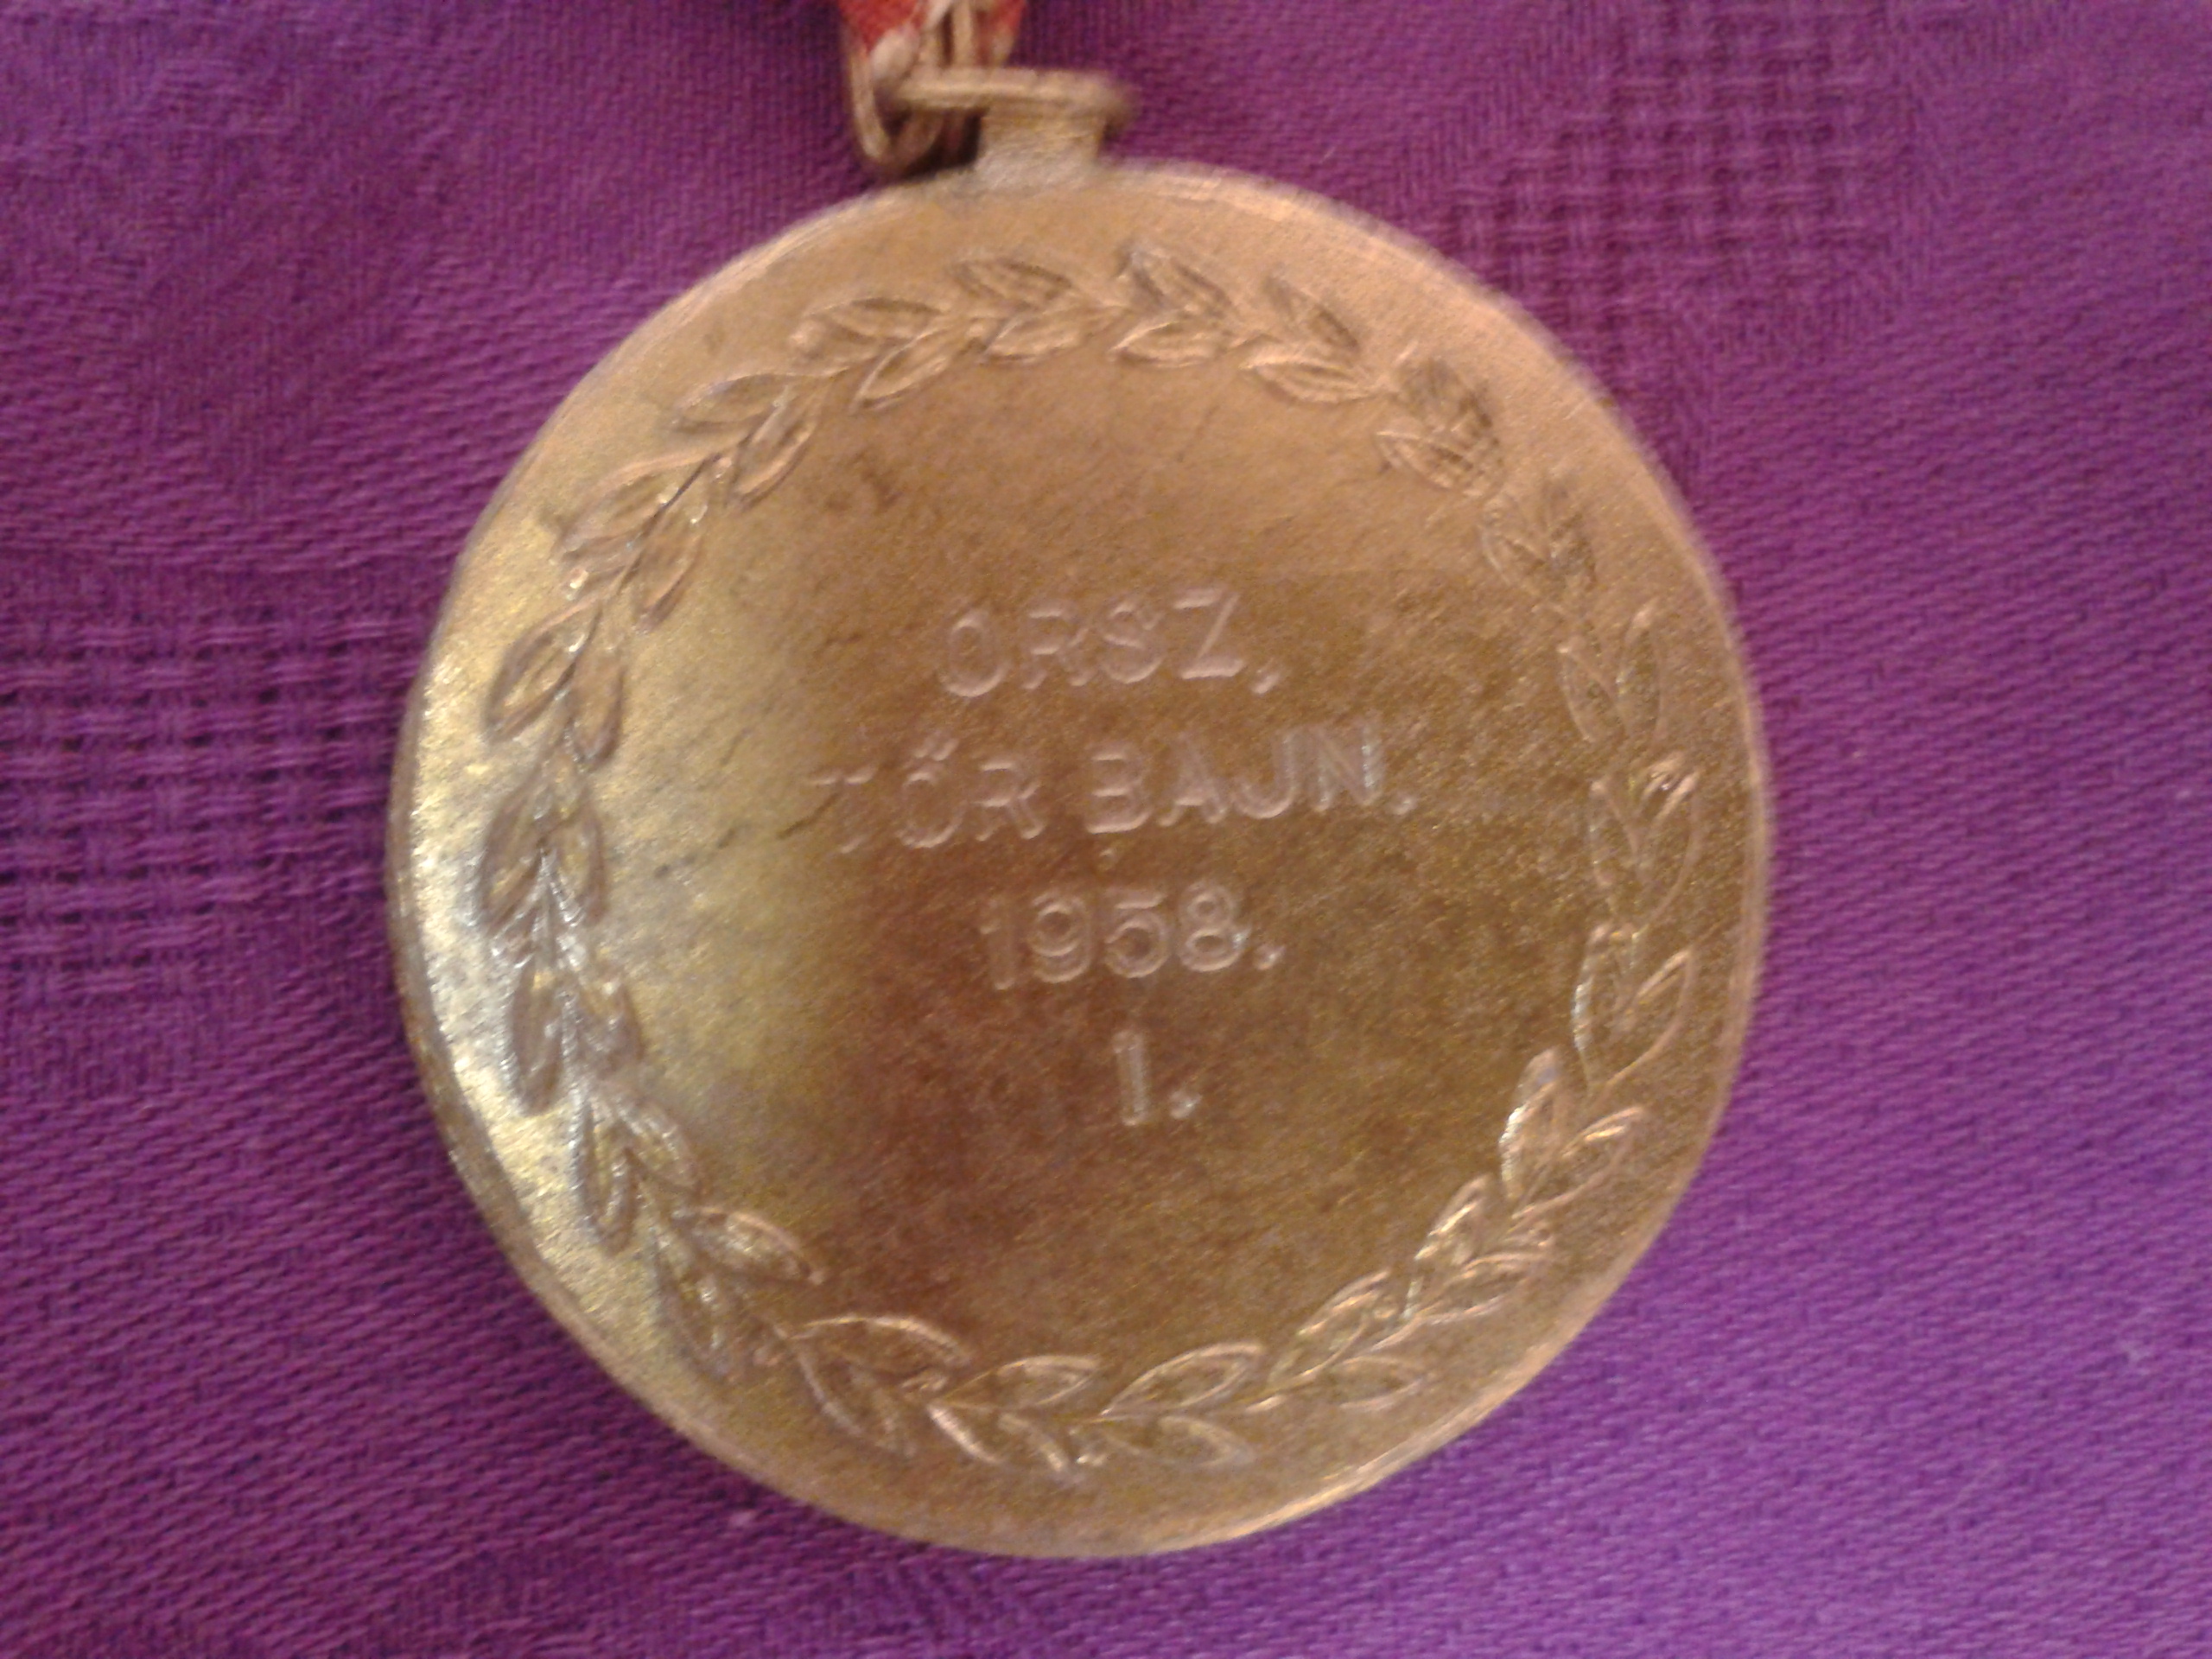 ORSZ,
TŐR BAJN.
1958.
I.